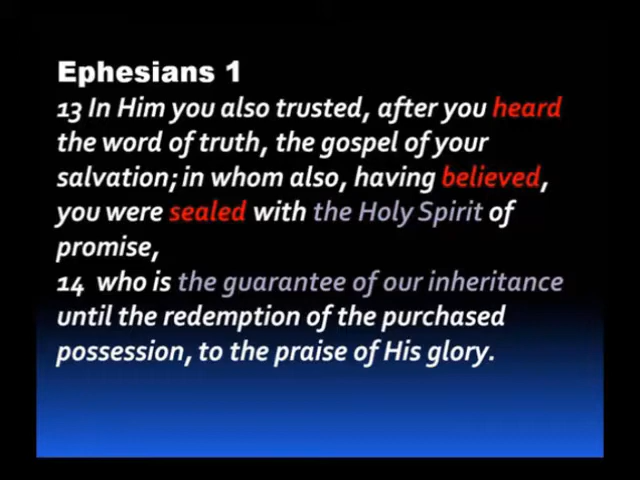 Ephesians 1
13 In Him you also trusted, after you heard
the word of truth, the gospel of your
salvation; in whom also, having believed,
you were sealed with the Holy Spirit of
promise,
14 who is the guarantee of our inheritance
until the redemption of the purchased
possession, to the praise of His glory.